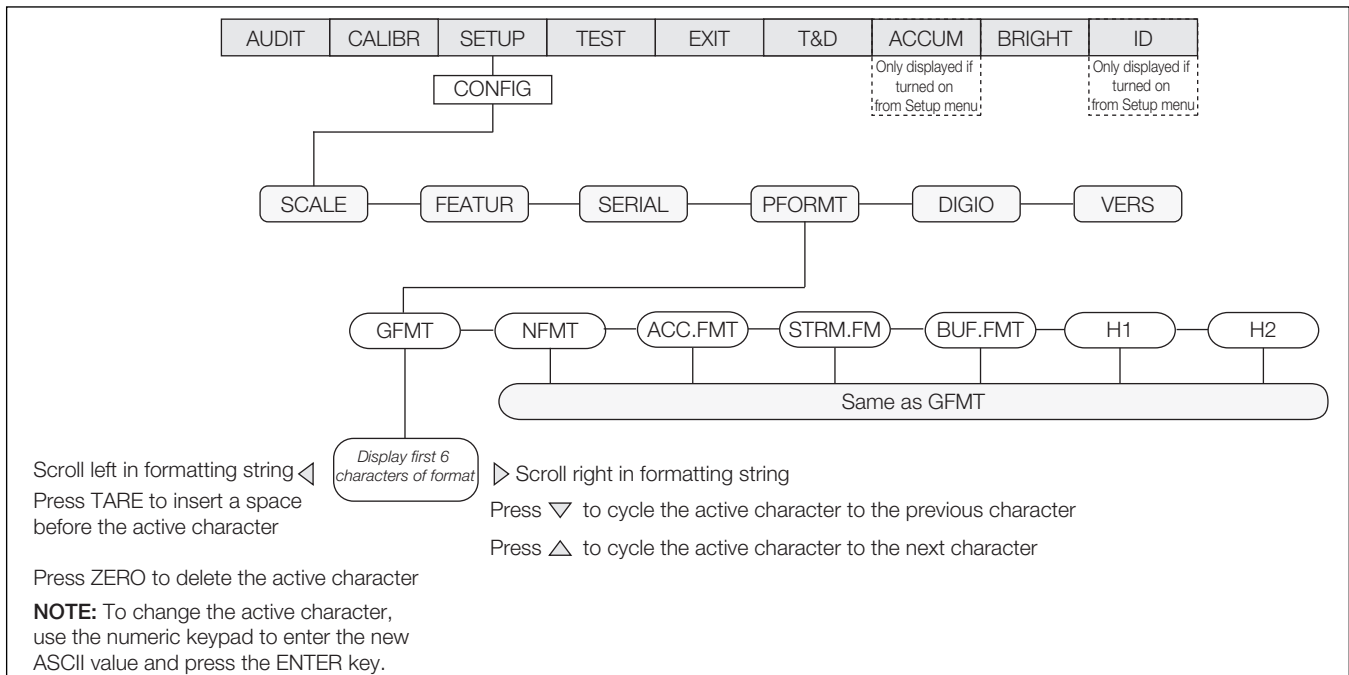 AUDIT CALIBR SETUP TEST EXIT T&D ACCUM BRIGHT ID
Only displayed if
turned on
from Setup menu
Only displayed if
turned on
from Setup menu
CONFIG
SCALE FEATUR SERIAL PFORMT DIGIO VERS
GFMT NFMT ACC.FMT STRM.FM BUF.FMT H1 H2
Same as GFMT
Display first 6
characters of format
Scroll left in formatting string
Press TARE to insert a space
before the active character
Scroll right in formatting string
Press ▽ to cycle the active character to the previous character
Press △ to cycle the active character to the next character
Press ZERO to delete the active character
NOTE: To change the active character,
use the numeric keypad to enter the new
ASCII value and press the ENTER key.